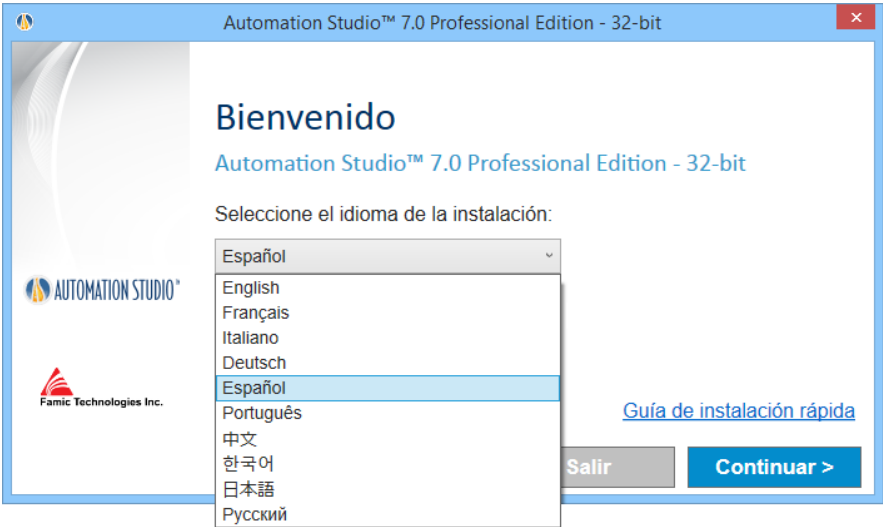 Automation Studio™ 7.0 Professional Edition - 32-bit
Bienvenido
Automation Studio™ 7.0 Professional Edition - 32-bit
Seleccione el idioma de la instalación:
Español
English
Français
Italiano
Deutsch
Español
Português
中文
한국어
日本語
Русский
AUTOMATION STUDIO™
Famic Technologies Inc.
Guía de instalación rápida
Salir
Continuar >